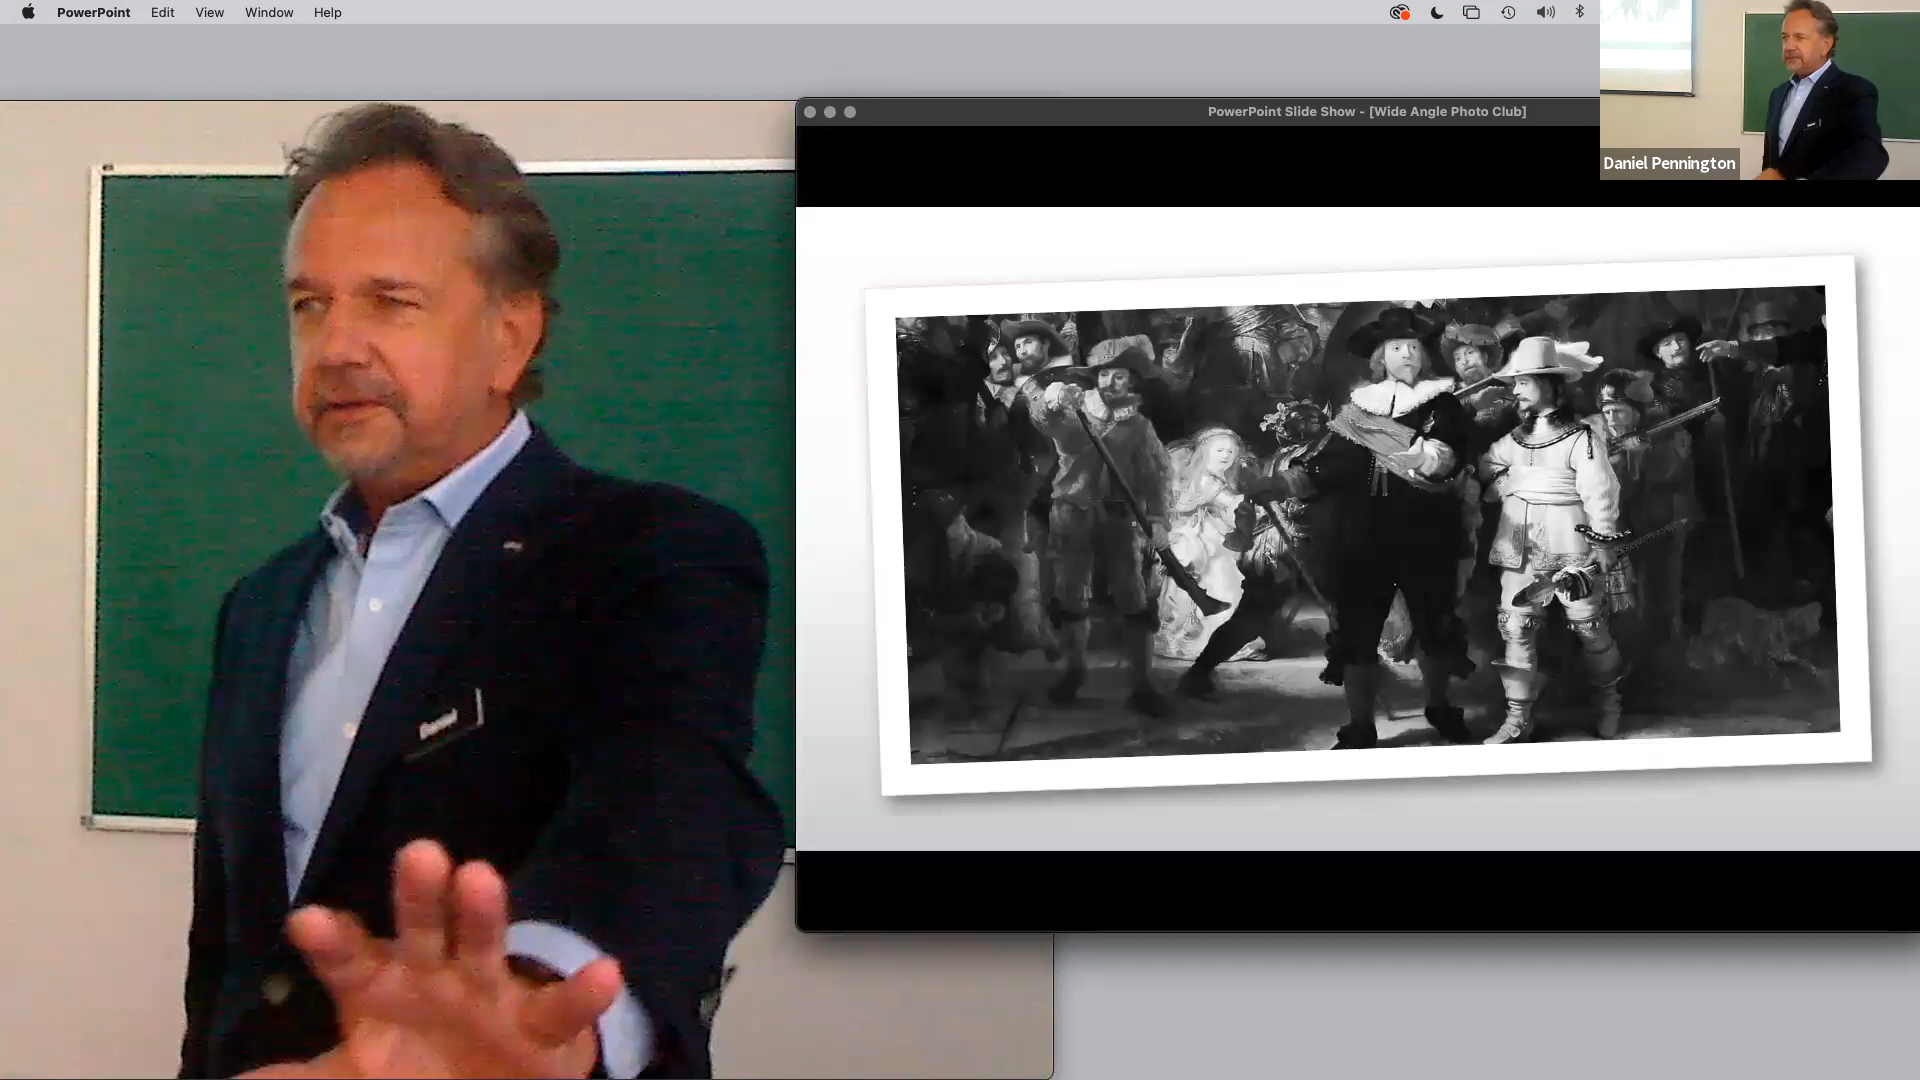 PowerPoint Edit View Window Help
PowerPoint Slide Show - [Wide Angle Photo Club]
Daniel Pennington